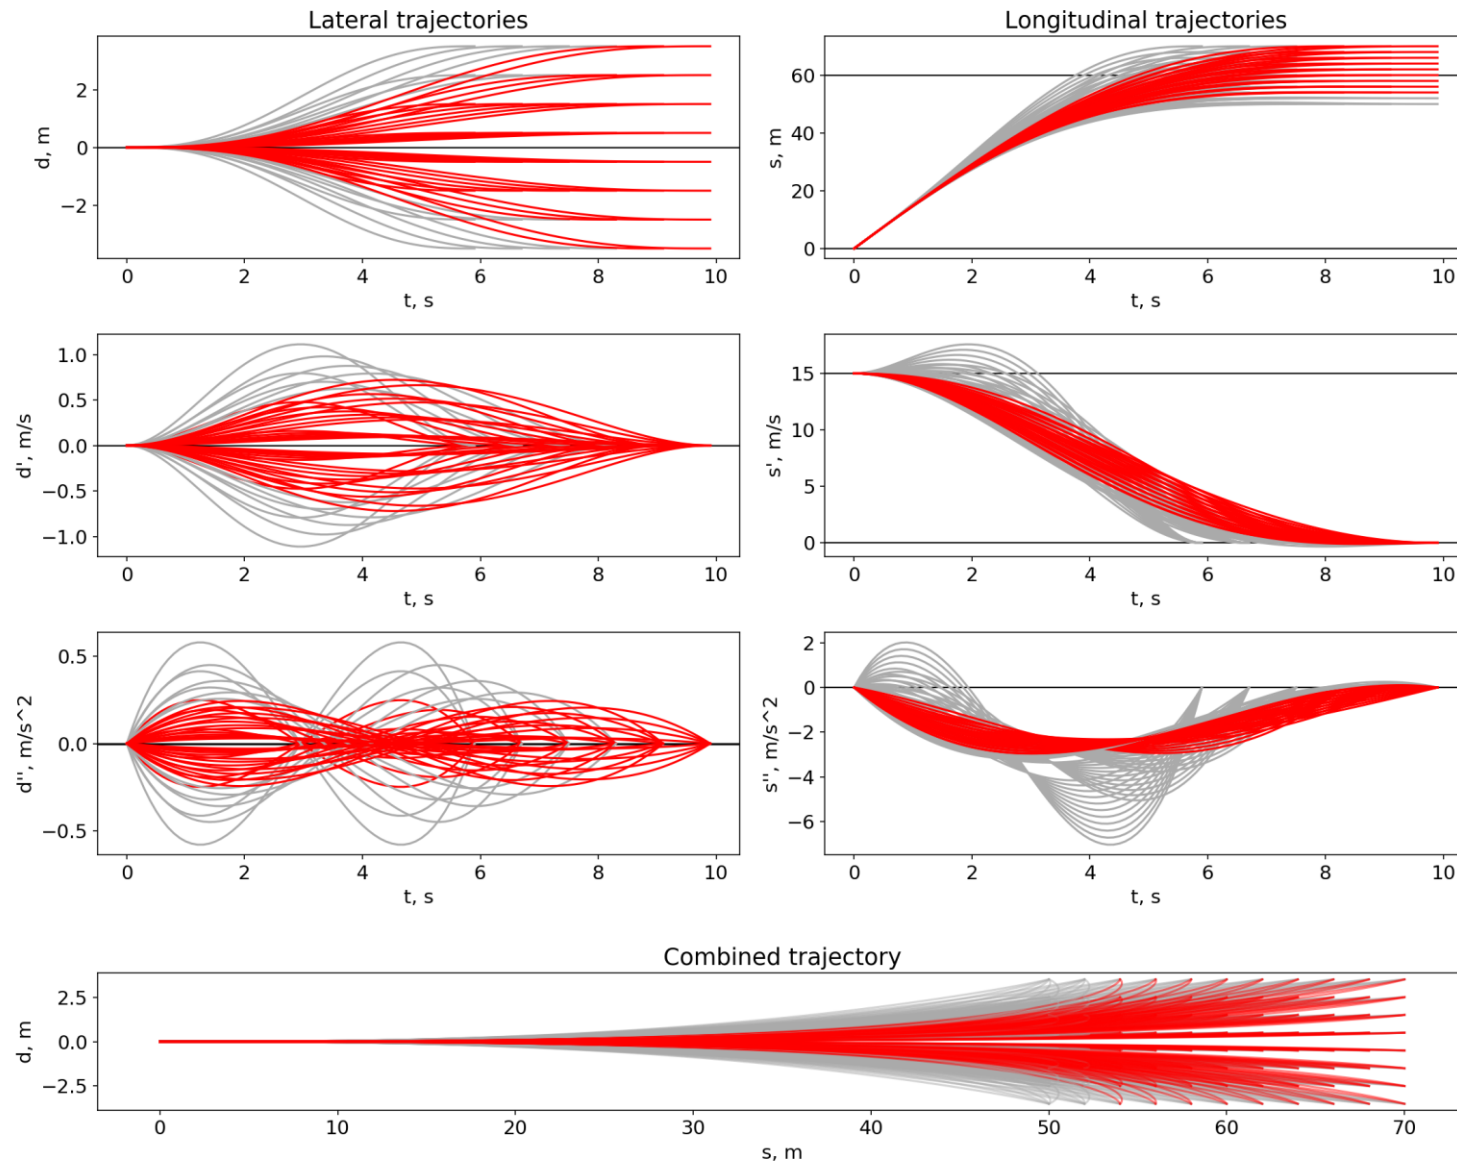 Lateral trajectories
2
0
−2
d, m
0 2 4 6 8 10
t, s
Longitudinal trajectories
60
40
20
0
s, m
0 2 4 6 8 10
t, s
1.0
0.5
0.0
−0.5
−1.0
d', m/s
0 2 4 6 8 10
t, s
15
10
5
0
s', m/s
0 2 4 6 8 10
t, s
0.5
0.0
−0.5
d'', m/s^2
0 2 4 6 8 10
t, s
2
0
−2
−4
−6
s'', m/s^2
0 2 4 6 8 10
t, s
Combined trajectory
2.5
0.0
−2.5
d, m
0 10 20 30 40 50 60 70
s, m